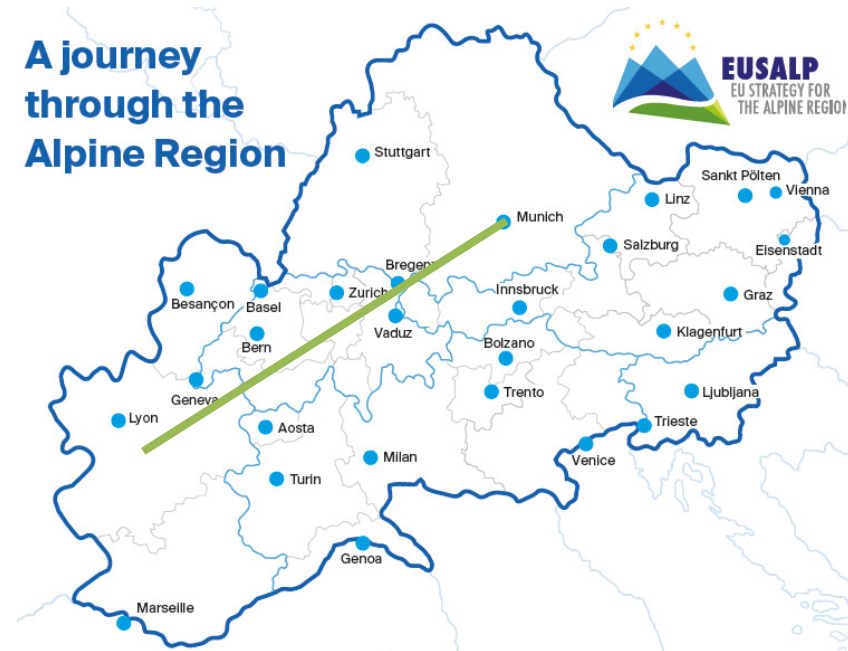 A journey
through the
Alpine Region
EUSALP
EU STRATEGY FOR
THE ALPINE REGION
Stuttgart
Sankt Pölten
Vienna
Linz
Munich
Salzburg
Eisenstadt
Bregenz
Besançon
Basel
Zurich
Innsbruck
Graz
Bern
Vaduz
Klagenfurt
Bolzano
Geneva
Trento
Ljubljana
Lyon
Aosta
Trieste
Milan
Venice
Turin
Genoa
Marseille